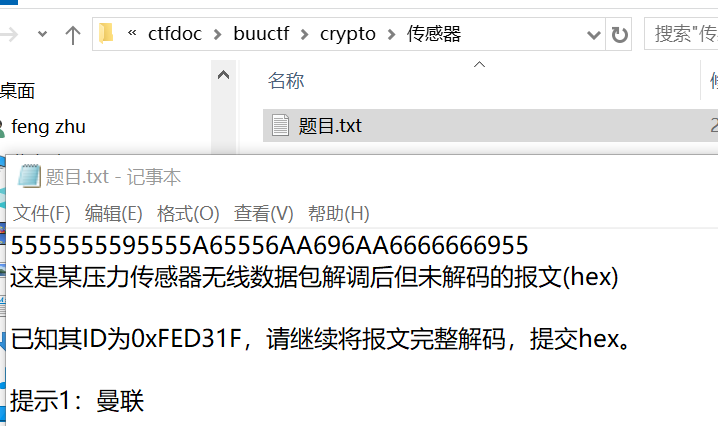 « ctfdoc › buuctf › crypto › 传感器
搜索"传
桌面
名称
feng zhu
题目.txt
题目.txt - 记事本
文件(F) 编辑(E) 格式(O) 查看(V) 帮助(H)
5555555595555A65556AA696AA6666666955
这是某压力传感器无线数据包解调后但未解码的报文(hex)
已知其ID为0xFED31F，请继续将报文完整解码，提交hex。
提示1：曼联